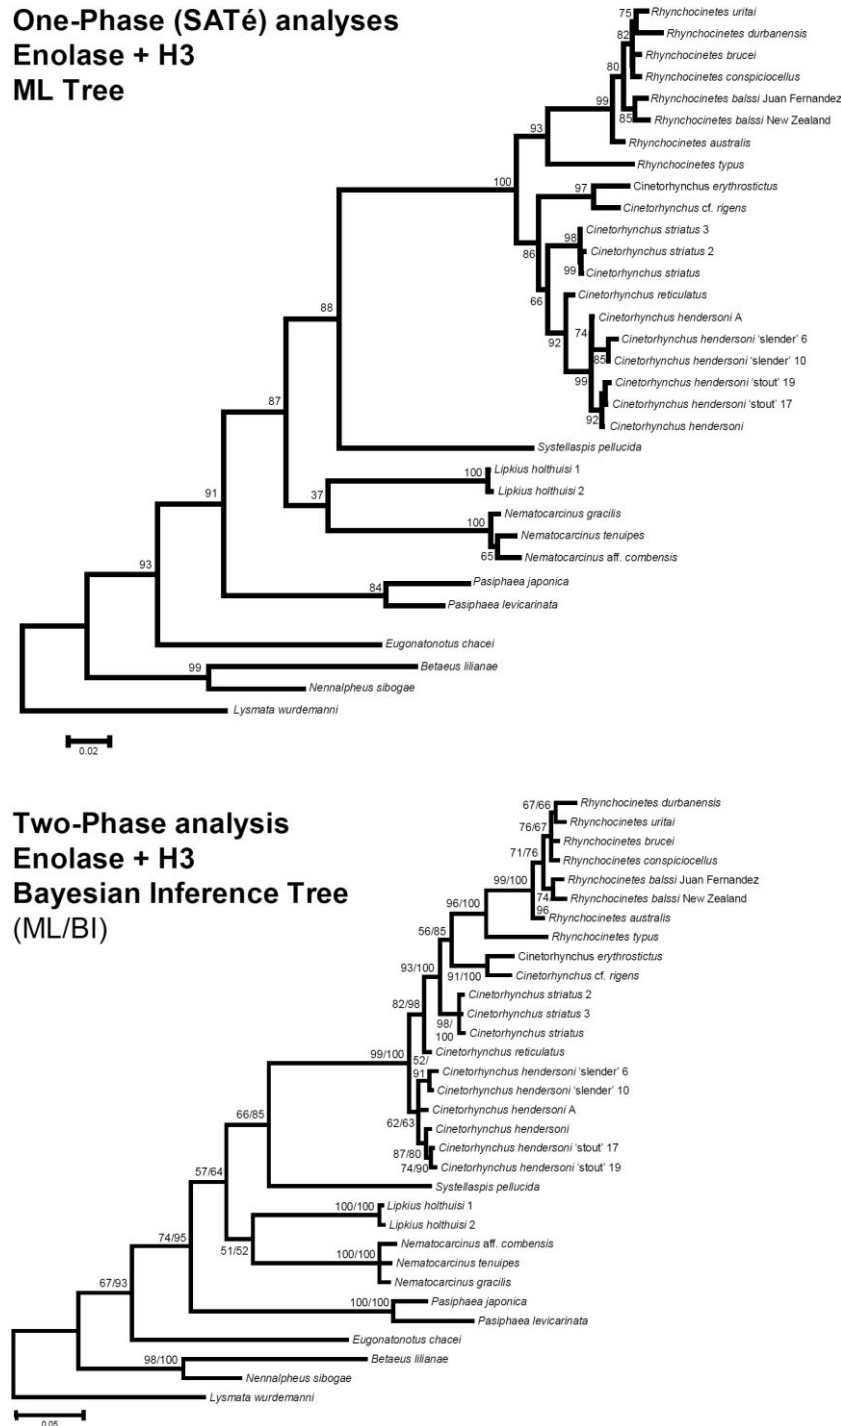 One-Phase (SATé) analyses
Enolase + H3
ML Tree
75
Rhynchocinetes uritai
82
Rhynchocinetes durbanensis
Rhynchocinetes brucei
80
Rhynchocinetes conspiciocellus
99
Rhynchocinetes balssi Juan Fernandez
85
Rhynchocinetes balssi New Zealand
93
Rhynchocinetes australis
Rhynchocinetes typus
100
97
Cinetorhynchus erythrostictus
Cinetorhynchus cf. rigens
86
98
Cinetorhynchus striatus 3
Cinetorhynchus striatus 2
99
Cinetorhynchus striatus
66
Cinetorhynchus reticulatus
88
92
74
Cinetorhynchus hendersoni A
Cinetorhynchus hendersoni ‘slender’ 6
85
Cinetorhynchus hendersoni ‘slender’ 10
99
Cinetorhynchus hendersoni ‘stout’ 19
Cinetorhynchus hendersoni ‘stout’ 17
92
Cinetorhynchus hendersoni
87
Systellaspis pellucida
100
Lipkius holthuisi 1
Lipkius holthuisi 2
37
91
Nematocarcinus gracilis
100
Nematocarcinus tenuipes
65
Nematocarcinus aff. combensis
93
84
Pasiphaea japonica
Pasiphaea levicarinata
Eugonatonotus chacei
99
Betaeus lilianae
Nennalpheus sibogae
Lysmata wurdemanni
0.02
Two-Phase analysis
Enolase + H3
Bayesian Inference Tree
(ML/BI)
67/66
Rhynchocinetes durbanensis
76/67
Rhynchocinetes uritai
Rhynchocinetes brucei
71/76
Rhynchocinetes conspiciocellus
99/100
Rhynchocinetes balssi Juan Fernandez
74/
96
Rhynchocinetes balssi New Zealand
96/100
Rhynchocinetes australis
56/85
Rhynchocinetes typus
Cinetorhynchus erythrostictus
91/100
Cinetorhynchus cf. rigens
93/100
Cinetorhynchus striatus 2
Cinetorhynchus striatus 3
98/
100
Cinetorhynchus striatus
82/98
Cinetorhynchus reticulatus
99/100
52/
91
Cinetorhynchus hendersoni ‘slender’ 6
Cinetorhynchus hendersoni ‘slender’ 10
Cinetorhynchus hendersoni A
62/63
Cinetorhynchus hendersoni
87/80
Cinetorhynchus hendersoni ‘stout’ 17
74/90
Cinetorhynchus hendersoni ‘stout’ 19
66/85
Systellaspis pellucida
57/64
100/100
Lipkius holthuisi 1
Lipkius holthuisi 2
51/52
Nematocarcinus aff. combensis
100/100
Nematocarcinus tenuipes
Nematocarcinus gracilis
74/95
100/100
Pasiphaea japonica
Pasiphaea levicarinata
67/93
Eugonatonotus chacei
98/100
Betaeus lilianae
Nennalpheus sibogae
Lysmata wurdemanni
0.05